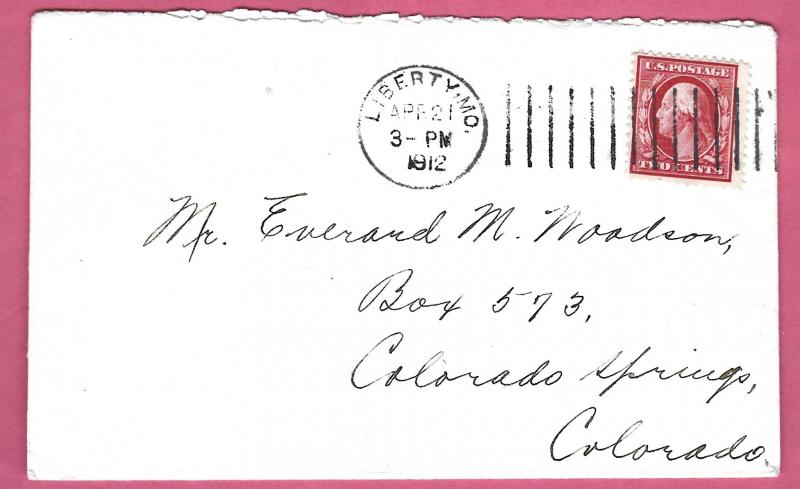 LIBERTY, MO.
APR 21
3- PM
1912
U.S. POSTAGE
TWO CENTS
Mr. Everard M. Woodson,
Box 573,
Colorado Springs,
Colorado.